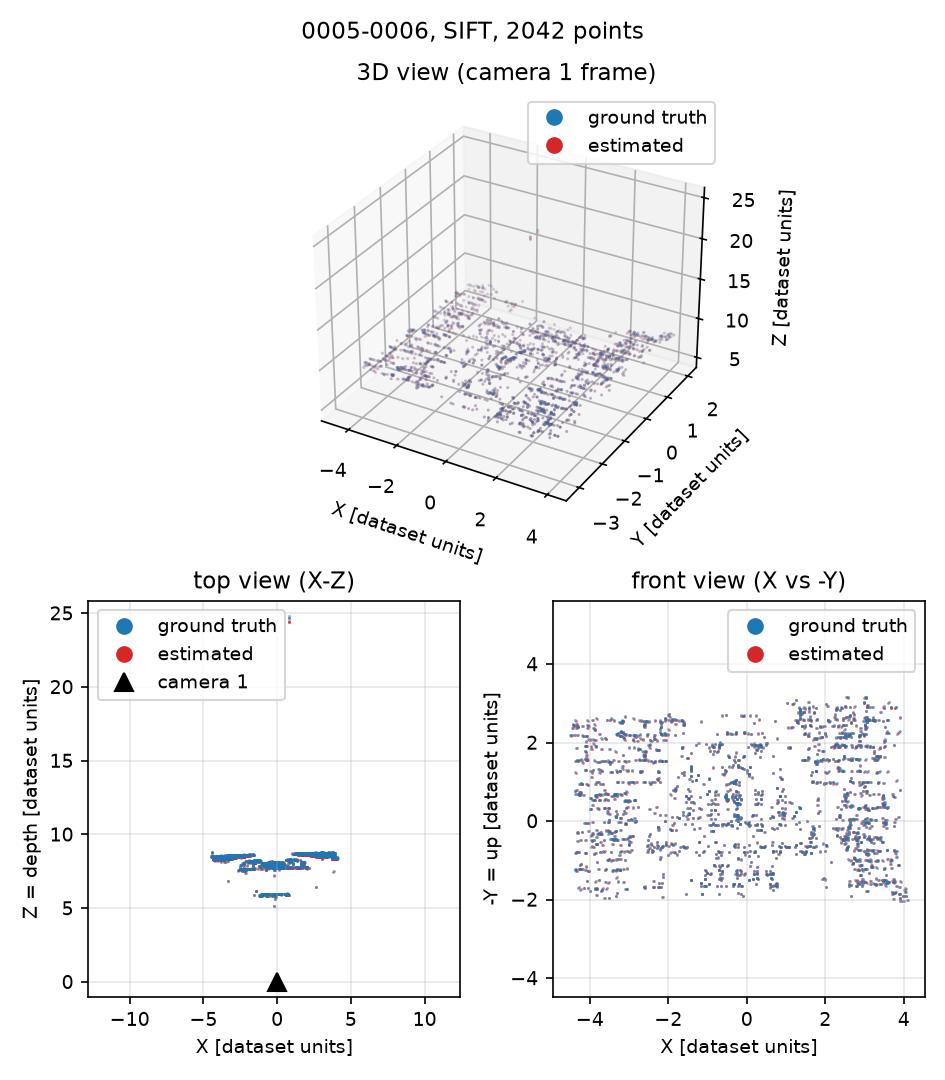 0005-0006, SIFT, 2042 points
3D view (camera 1 frame)
ground truth
estimated
25
20
15
10
5
Z [dataset units]
2
1
0
−1
−2
−3
Y [dataset units]
−4
−2
0
2
4
X [dataset units]
top view (X-Z)
ground truth
estimated
camera 1
25
20
15
10
5
0
Z = depth [dataset units]
−10
−5
0
5
10
X [dataset units]
front view (X vs -Y)
ground truth
estimated
4
2
0
−2
−4
-Y = up [dataset units]
−4
−2
0
2
4
X [dataset units]